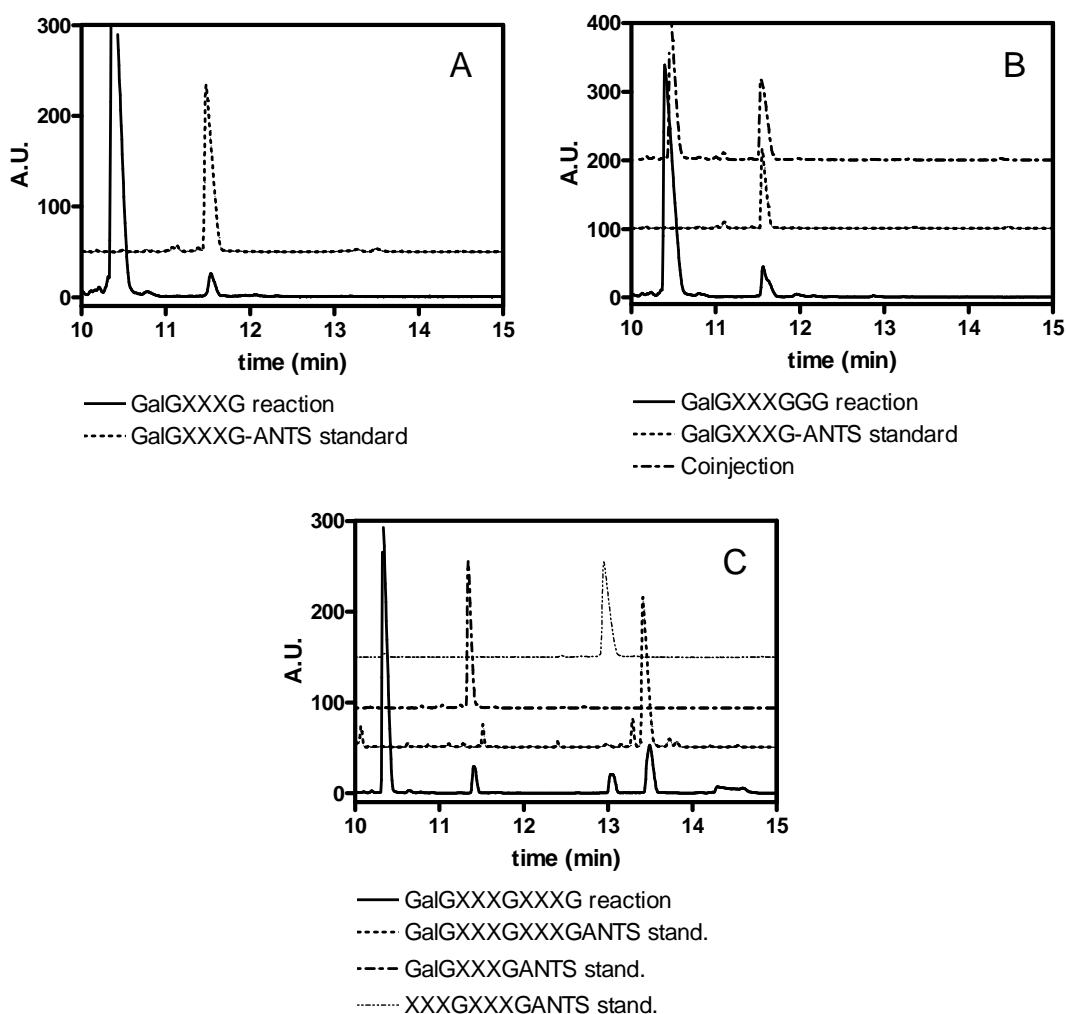 A
300
200
100
0
A.U.
10 11 12 13 14 15
time (min)
GalGXXXG reaction
GalGXXXG-ANTS standard
B
400
300
200
100
0
A.U.
10 11 12 13 14 15
time (min)
GalGXXXGGG reaction
GalGXXXG-ANTS standard
Coinjection
C
300
200
100
0
A.U.
10 11 12 13 14 15
time (min)
GalGXXXGXXXG reaction
GalGXXXGXXXGANTS stand.
GalGXXXGANTS stand.
XXXGXXXGANTS stand.